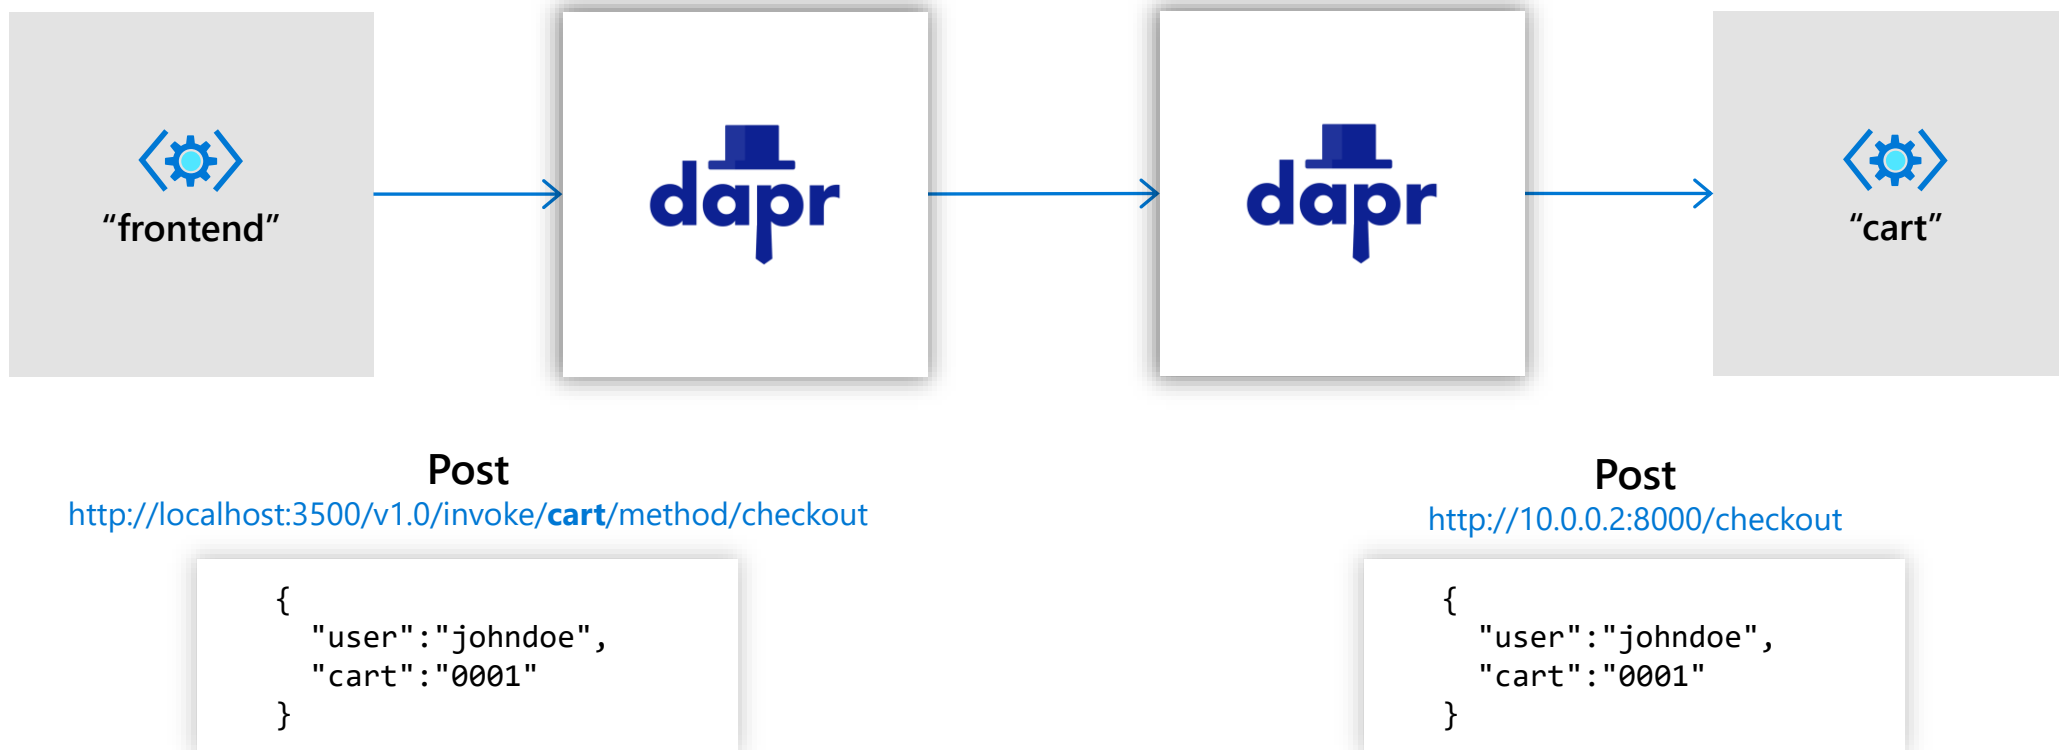 “frontend”
dapr
dapr
“cart”
Post
http://localhost:3500/v1.0/invoke/cart/method/checkout
{
"user":"johndoe",
"cart":"0001"
}
Post
http://10.0.0.2:8000/checkout
{
"user":"johndoe",
"cart":"0001"
}